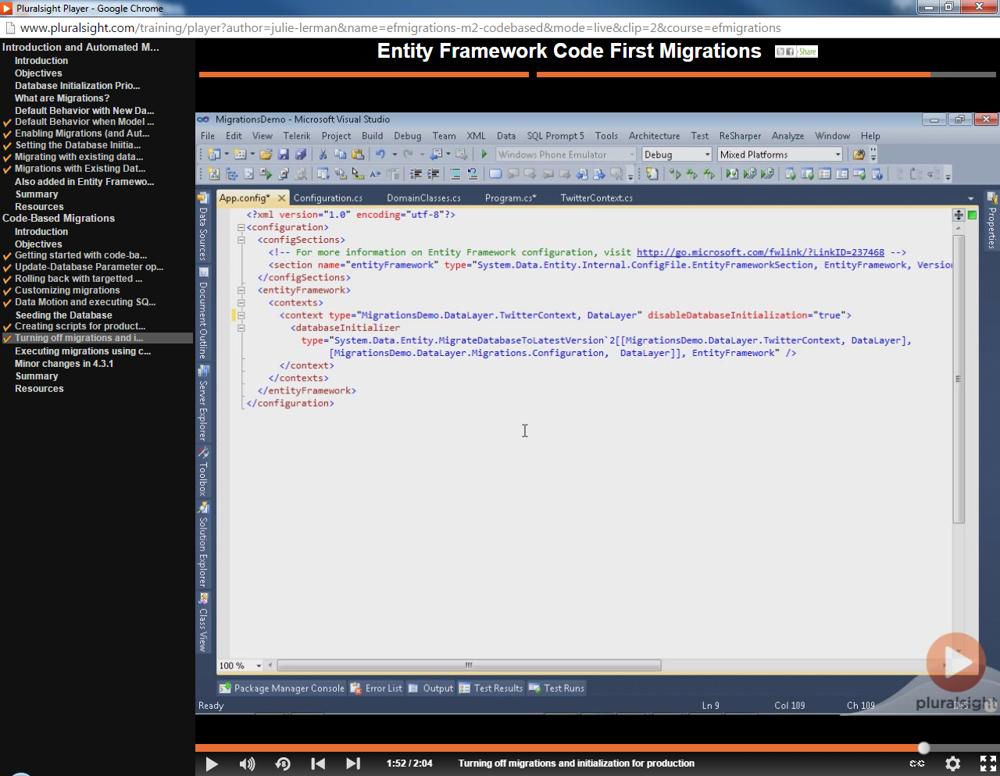 Pluralsight Player - Google Chrome
www.pluralsight.com/training/player?author=julie-lerman&name=efmigrations-m2-codebased&mode=live&clip=2&course=efmigrations
Introduction and Automated M...
Introduction
Objectives
Database Initialization Prio...
What are Migrations?
Default Behavior with New Da...
Default Behavior when Model ...
Enabling Migrations (and Aut...
Setting the Database Iniitia...
Migrating with existing data...
Migrations with Existing Dat...
Also added in Entity Framewo...
Summary
Resources
Code-Based Migrations
Introduction
Objectives
Getting started with code-ba...
Update-Database Parameter op...
Rolling back with targetted ...
Customizing migrations
Data Motion and executing SQ...
Seeding the Database
Creating scripts for product...
Turning off migrations and i...
Executing migrations using c...
Minor changes in 4.3.1
Summary
Resources
Entity Framework Code First Migrations
Share
MigrationsDemo - Microsoft Visual Studio
File Edit View Telerik Project Build Debug Team XML Data SQL Prompt 5 Tools Architecture Test ReSharper Analyze Window Help
Windows Phone Emulator Debug Mixed Platforms
App.config* Configuration.cs DomainClasses.cs Program.cs* TwitterContext.cs
Data Sources
Document Outline
Server Explorer
Toolbox
Solution Explorer
Class View
Properties
<?xml version="1.0" encoding="utf-8"?>
<configuration>
<configSections>
<!-- For more information on Entity Framework configuration, visit http://go.microsoft.com/fwlink/?LinkID=237468 -->
<section name="entityFramework" type="System.Data.Entity.Internal.ConfigFile.EntityFrameworkSection, EntityFramework, Versio
</configSections>
<entityFramework>
<contexts>
<context type="MigrationsDemo.DataLayer.TwitterContext, DataLayer" disableDatabaseInitialization="true">
<databaseInitializer
type="System.Data.Entity.MigrateDatabaseToLatestVersion`2[[MigrationsDemo.DataLayer.TwitterContext, DataLayer],
[MigrationsDemo.DataLayer.Migrations.Configuration, DataLayer]], EntityFramework" />
</context>
</contexts>
</entityFramework>
</configuration>
100 %
Package Manager Console Error List Output Test Results Test Runs
Ready Ln 9 Col 109 Ch 109 INS
pluralsight
1:52 / 2:04 Turning off migrations and initialization for production
CC